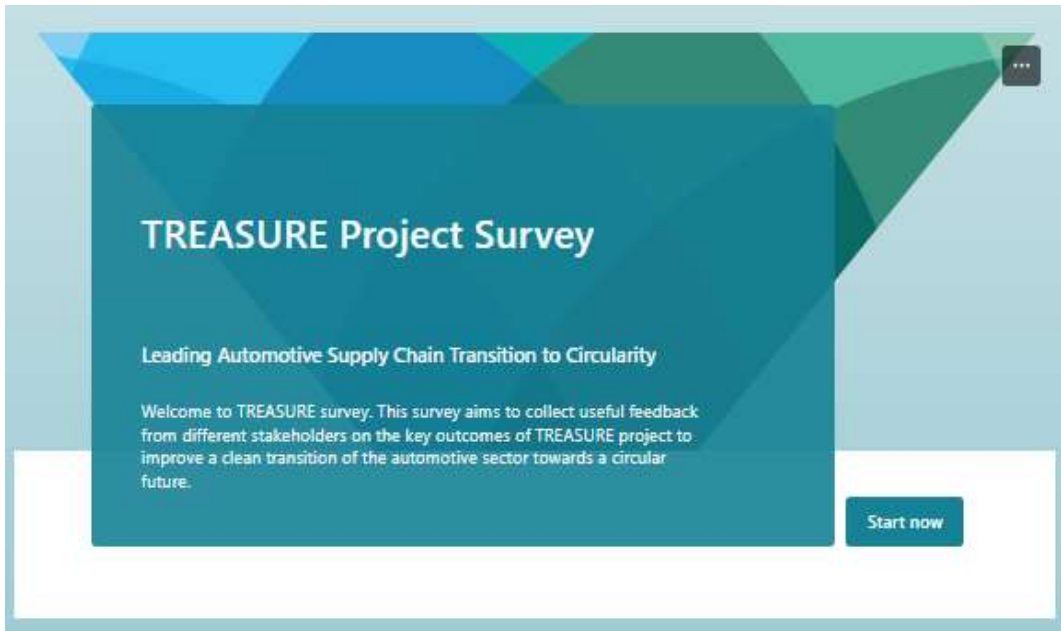 TREASURE Project Survey
Leading Automotive Supply Chain Transition to Circularity
Welcome to TREASURE survey. This survey aims to collect useful feedback
from different stakeholders on the key outcomes of TREASURE project to
improve a clean transition of the automotive sector towards a circular
future.
Start now